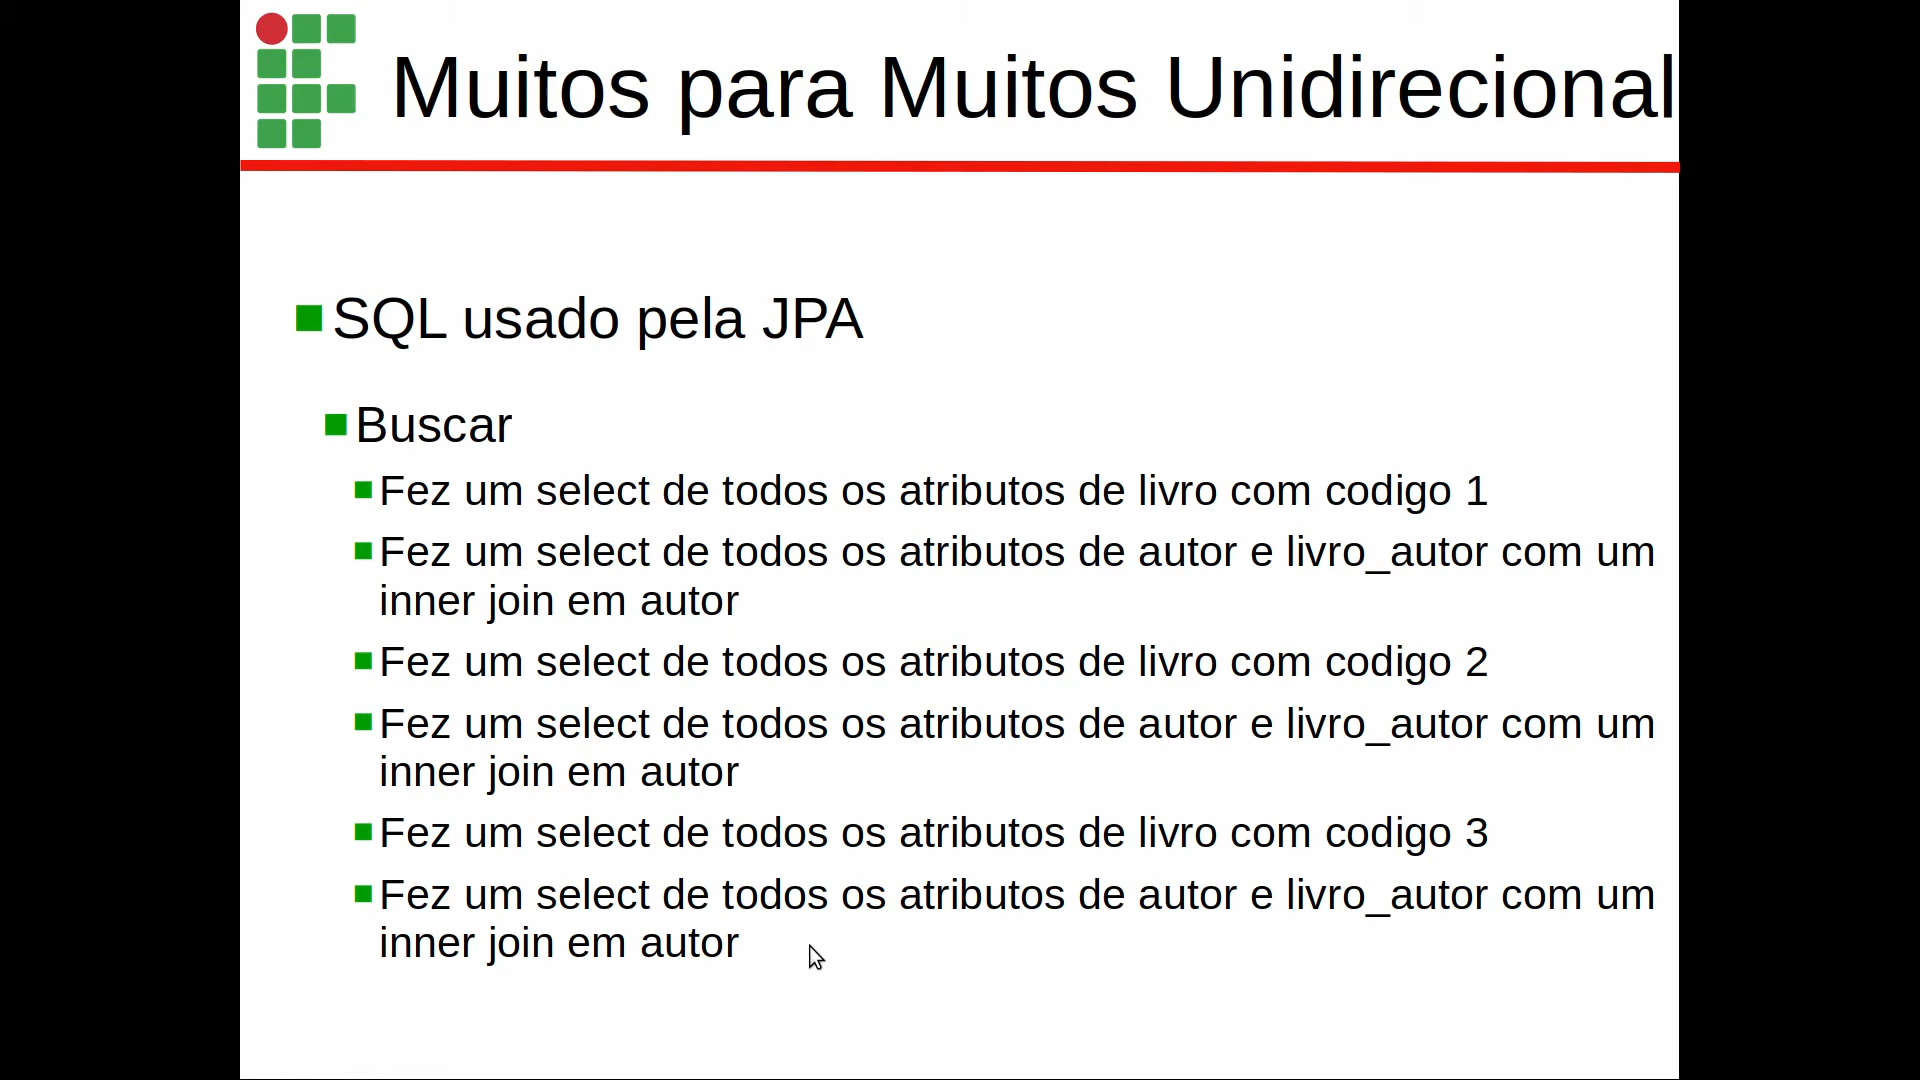 Muitos para Muitos Unidirecional
SQL usado pela JPA
Buscar
Fez um select de todos os atributos de livro com codigo 1
Fez um select de todos os atributos de autor e livro_autor com um
inner join em autor
Fez um select de todos os atributos de livro com codigo 2
Fez um select de todos os atributos de autor e livro_autor com um
inner join em autor
Fez um select de todos os atributos de livro com codigo 3
Fez um select de todos os atributos de autor e livro_autor com um
inner join em autor